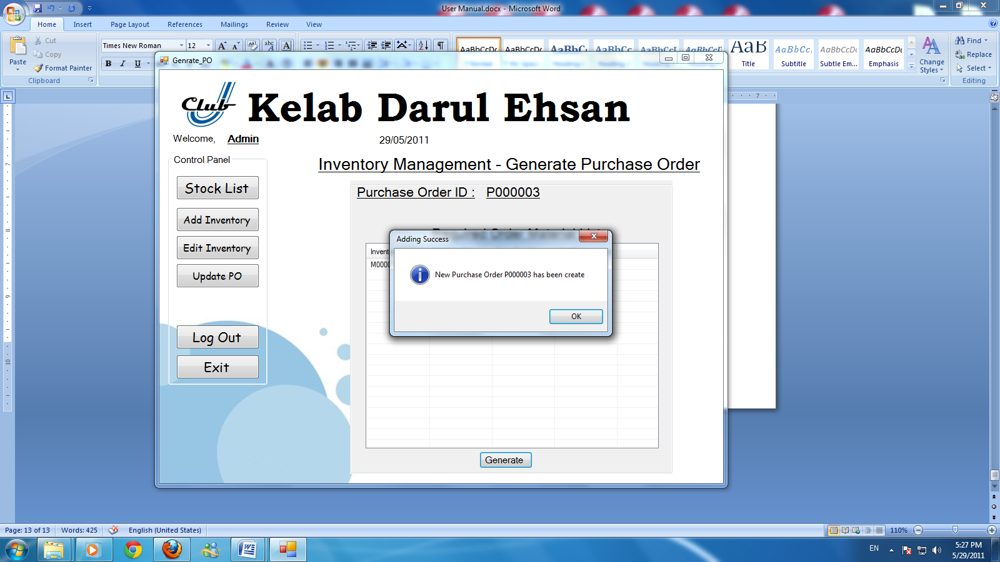 User Manual.docx - Microsoft Word
Home Insert Page Layout References Mailings Review View
Paste
Cut
Copy
Format Painter
Clipboard
Times New Roman 12
B I U
AaBbCcDc AaBbCcDc AaBbC AaBbCc AaBbCcI AaBbCcD AaB AaBbCc. AaBbCcDc AaBbCcDc
Title Subtitle Subtle Em... Emphasis
Change Styles
Find
Replace
Select
Editing
Genrate_PO
Club
Kelab Darul Ehsan
Welcome, Admin
29/05/2011
Control Panel
Stock List
Add Inventory
Edit Inventory
Update PO
Log Out
Exit
Inventory Management - Generate Purchase Order
Purchase Order ID : P000003
Invent
M0000
Adding Success
New Purchase Order P000003 has been create
OK
Generate
Page: 13 of 13 Words: 425 English (United States)
110%
EN
5:27 PM
5/29/2011